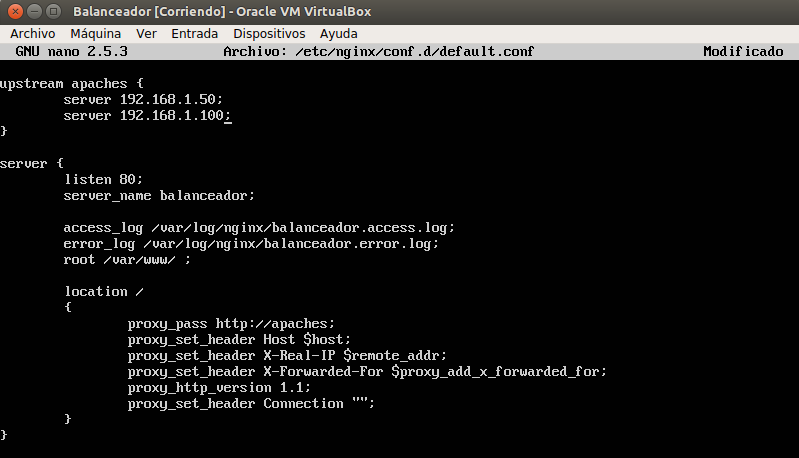 Balanceador [Corriendo] - Oracle VM VirtualBox
Archivo Máquina Ver Entrada Dispositivos Ayuda
GNU nano 2.5.3 Archivo: /etc/nginx/conf.d/default.conf Modificado
upstream apaches {
server 192.168.1.50;
server 192.168.1.100;
}
server {
listen 80;
server_name balanceador;
access_log /var/log/nginx/balanceador.access.log;
error_log /var/log/nginx/balanceador.error.log;
root /var/www/ ;
location /
{
proxy_pass http://apaches;
proxy_set_header Host $host;
proxy_set_header X-Real-IP $remote_addr;
proxy_set_header X-Forwarded-For $proxy_add_x_forwarded_for;
proxy_http_version 1.1;
proxy_set_header Connection "";
}
}